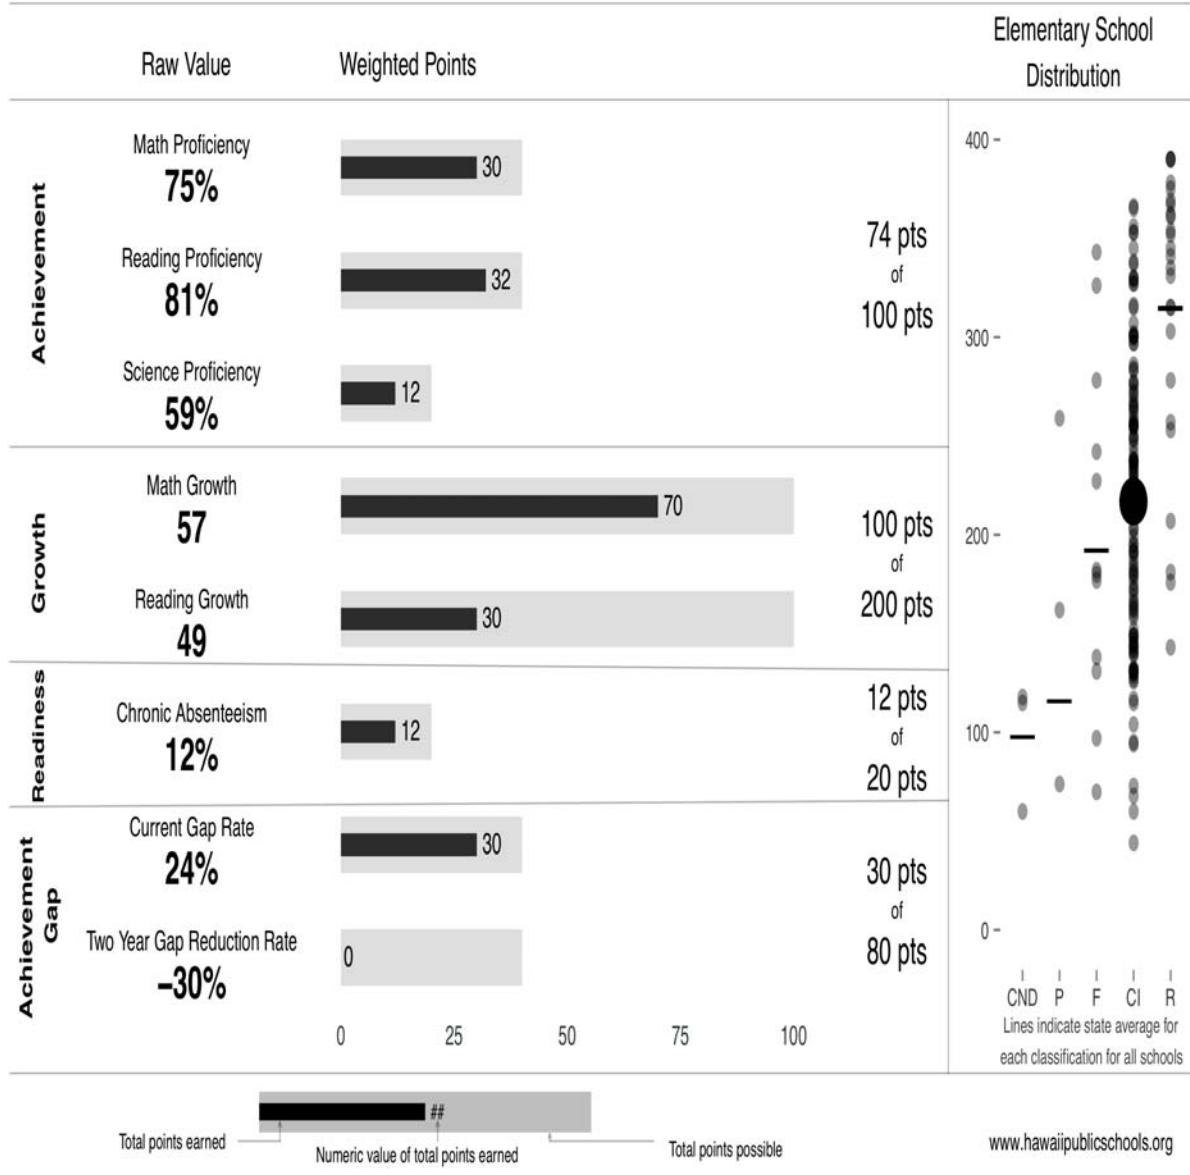 Raw Value
Weighted Points
Elementary School
Distribution
Achievement
Math Proficiency
75%
30
Reading Proficiency
81%
32
Science Proficiency
59%
12
74 pts
of
100 pts
Growth
Math Growth
57
70
Reading Growth
49
30
100 pts
of
200 pts
Readiness
Chronic Absenteeism
12%
12
12 pts
of
20 pts
Achievement
Gap
Current Gap Rate
24%
30
Two Year Gap Reduction Rate
–30%
0
30 pts
of
80 pts
0 25 50 75 100
400
300
200
100
0
CND P F CI R
Lines indicate state average for
each classification for all schools
##
Total points earned
Numeric value of total points earned
Total points possible
www.hawaiipublicschools.org